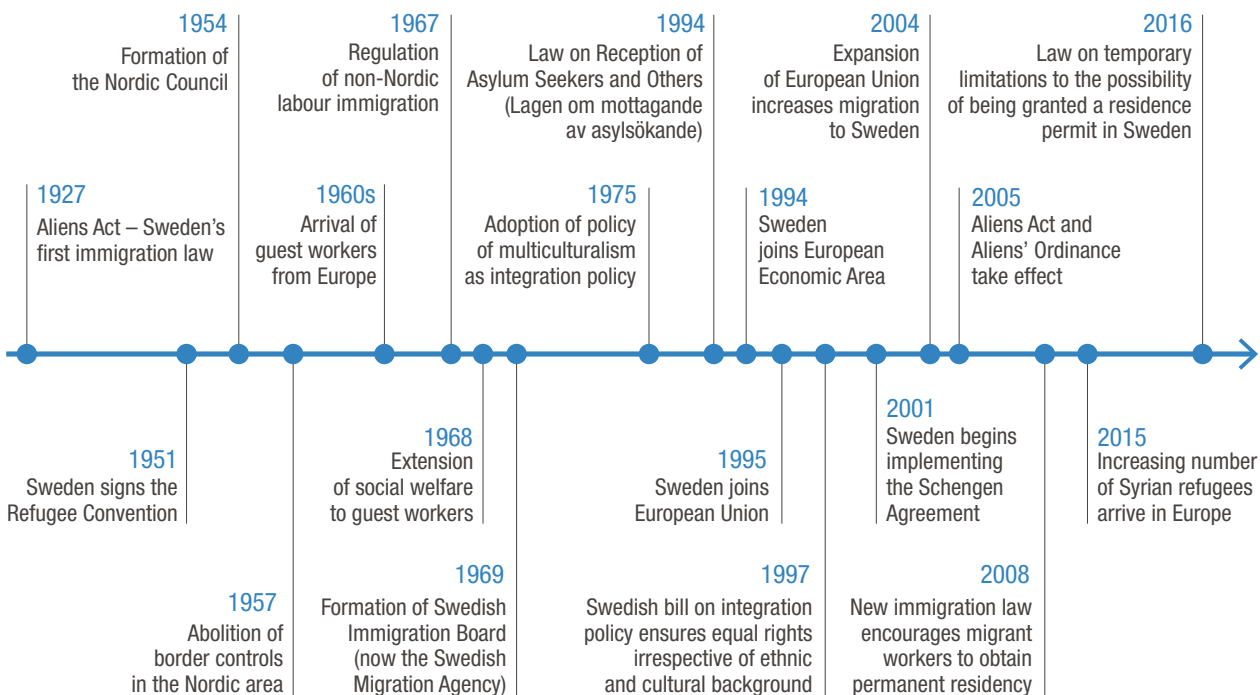 1954
Formation of
the Nordic Council
1967
Regulation
of non-Nordic
labour immigration
1994
Law on Reception of
Asylum Seekers and Others
(Lagen om mottagande
av asylsökande)
2004
Expansion
of European Union
increases migration
to Sweden
2016
Law on temporary
limitations to the possibility
of being granted a residence
permit in Sweden
1927
Aliens Act – Sweden's
first immigration law
1960s
Arrival of
guest workers
from Europe
1975
Adoption of policy
of multiculturalism
as integration policy
1994
Sweden
joins European
Economic Area
2005
Aliens Act and
Aliens' Ordinance
take effect
1951
Sweden signs the
Refugee Convention
1968
Extension
of social welfare
to guest workers
1995
Sweden joins
European Union
2001
Sweden begins
implementing
the Schengen
Agreement
2015
Increasing number
of Syrian refugees
arrive in Europe
1957
Abolition of
border controls
in the Nordic area
1969
Formation of Swedish
Immigration Board
(now the Swedish
Migration Agency)
1997
Swedish bill on integration
policy ensures equal rights
irrespective of ethnic
and cultural background
2008
New immigration law
encourages migrant
workers to obtain
permanent residency